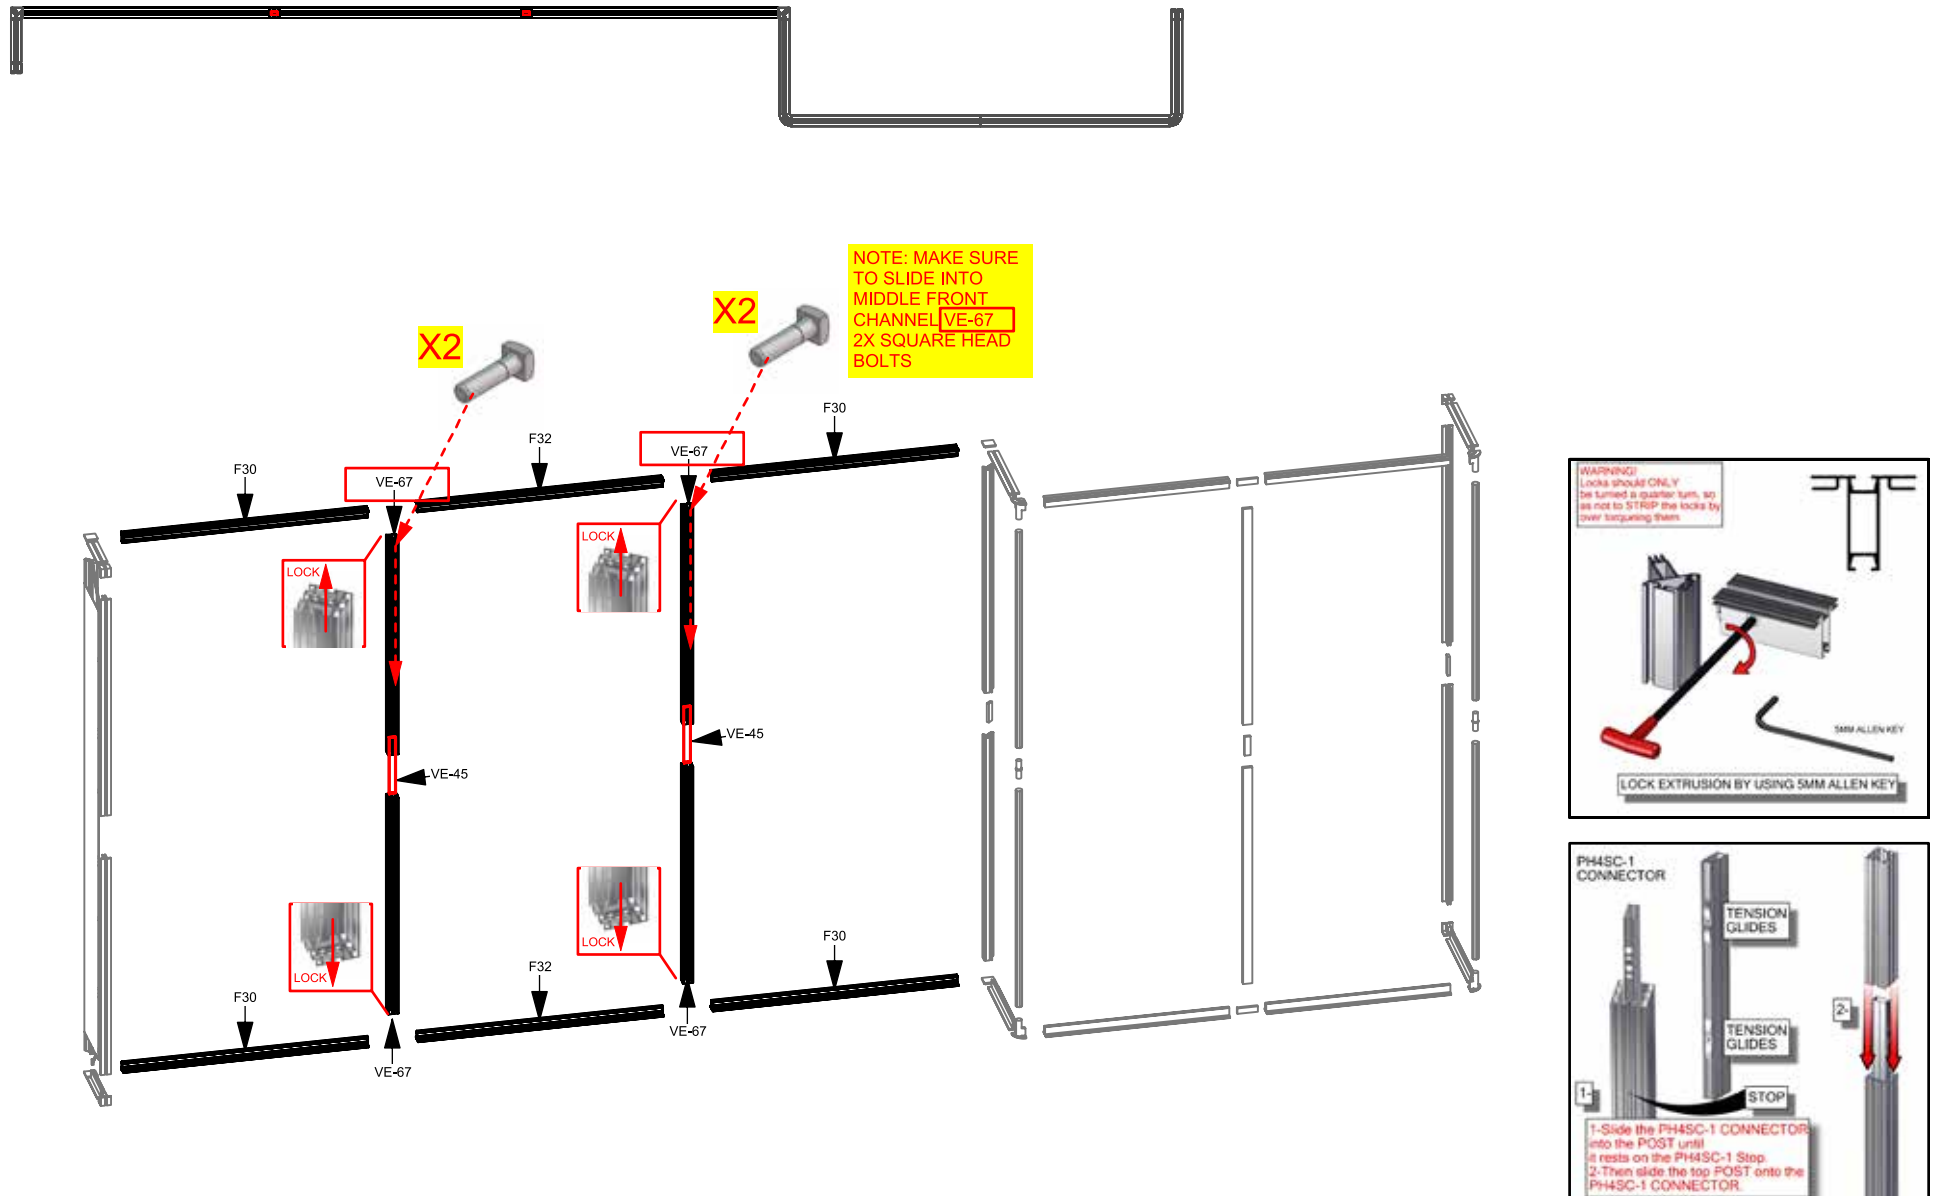 NOTE: MAKE SURE
TO SLIDE INTO
MIDDLE FRONT
CHANNEL VE-67
2X SQUARE HEAD
BOLTS
X2
X2
F30
VE-67
F32
VE-67
F30
LOCK
LOCK
VE-45
VE-45
LOCK
LOCK
F30
VE-67
F32
VE-67
F30
WARNING!
Locks should ONLY
be turned a quarter turn, so
as not to STRIP the locks by
over torqueing them
5MM ALLEN KEY
LOCK EXTRUSION BY USING 5MM ALLEN KEY
PH4SC-1
CONNECTOR
TENSION
GLIDES
TENSION
GLIDES
2-
1-
STOP
1-Slide the PH4SC-1 CONNECTOR
into the POST until
it rests on the PH4SC-1 Stop.
2-Then slide the top POST onto the
PH4SC-1 CONNECTOR.